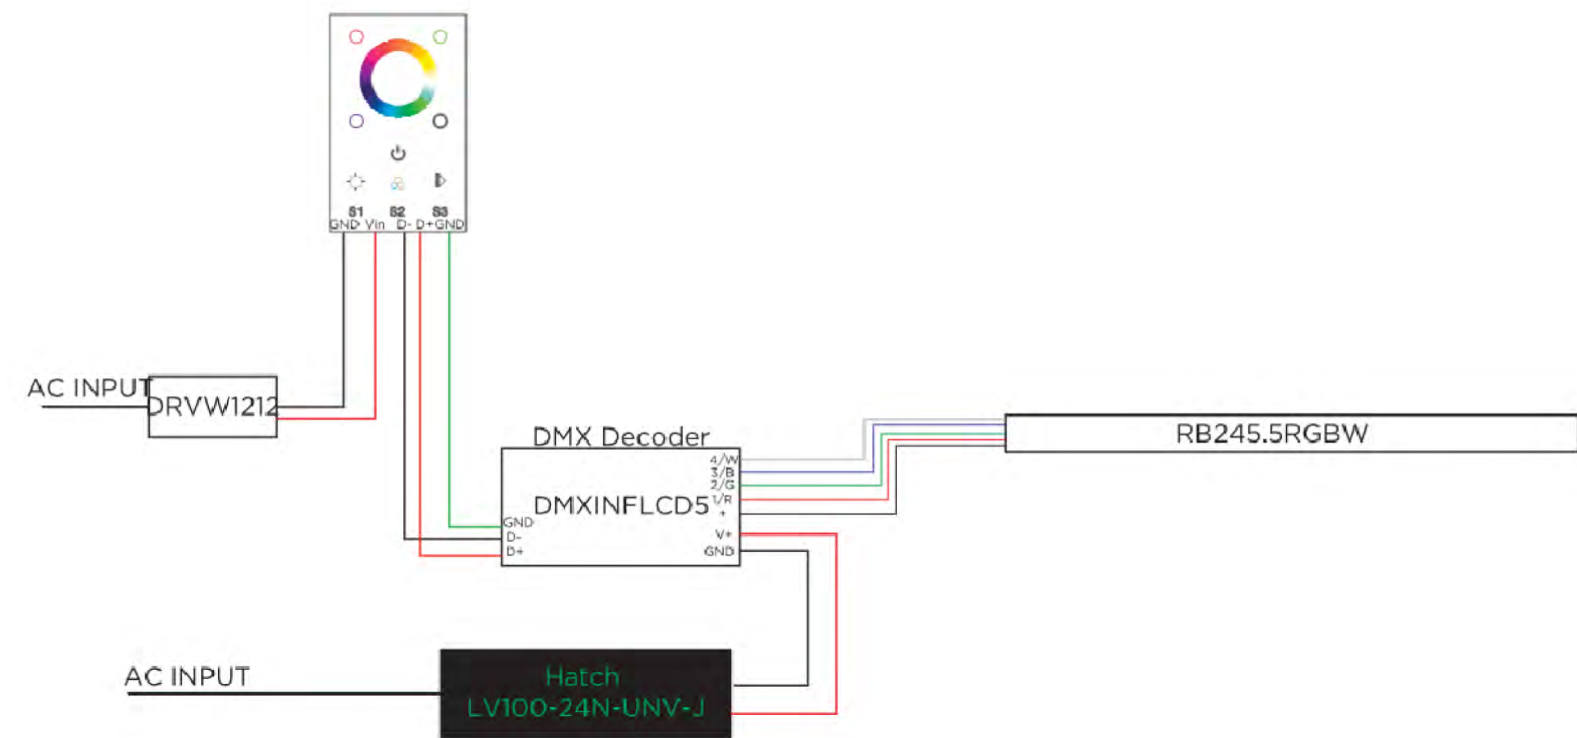 S1 S2 S3
GND Vin D- D+ GND
AC INPUT
DRVW1212
DMX Decoder
DMXINFLCD5
4/W
3/B
2/G
1/R
+
V+
GND
GND
D-
D+
RB245.5RGBW
AC INPUT
Hatch
LV100-24N-UNV-J